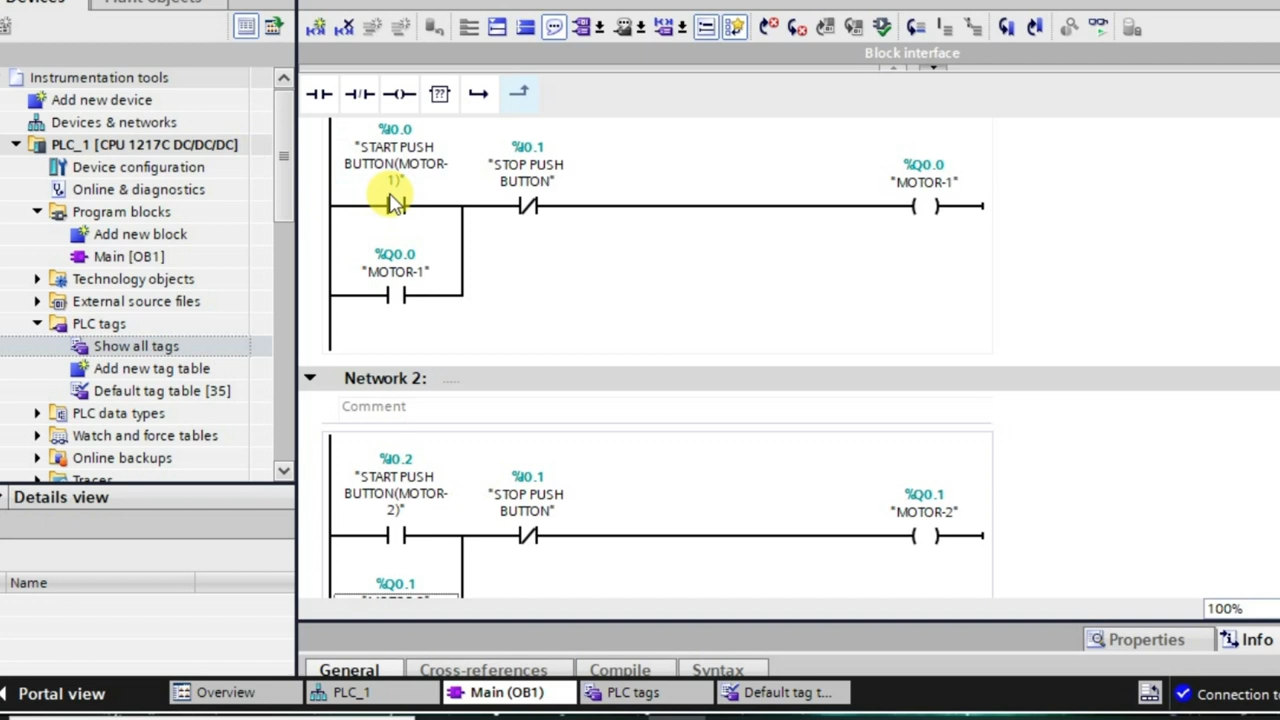 Devices
Plant objects
Block interface
Instrumentation tools
Add new device
Devices & networks
PLC_1 [CPU 1217C DC/DC/DC]
Device configuration
Online & diagnostics
Program blocks
Add new block
Main [OB1]
Technology objects
External source files
PLC tags
Show all tags
Add new tag table
Default tag table [35]
PLC data types
Watch and force tables
Online backups
Traces
Details view
Name
??
%I0.0
"START PUSH
BUTTON(MOTOR-
1)"
%I0.1
"STOP PUSH
BUTTON"
%Q0.0
"MOTOR-1"
%Q0.0
"MOTOR-1"
Network 2:
.....
Comment
%I0.2
"START PUSH
BUTTON(MOTOR-
2)"
%I0.1
"STOP PUSH
BUTTON"
%Q0.1
"MOTOR-2"
%Q0.1
100%
Properties
Info
General
Cross-references
Compile
Syntax
Portal view
Overview
PLC_1
Main (OB1)
PLC tags
Default tag t...
Connection to